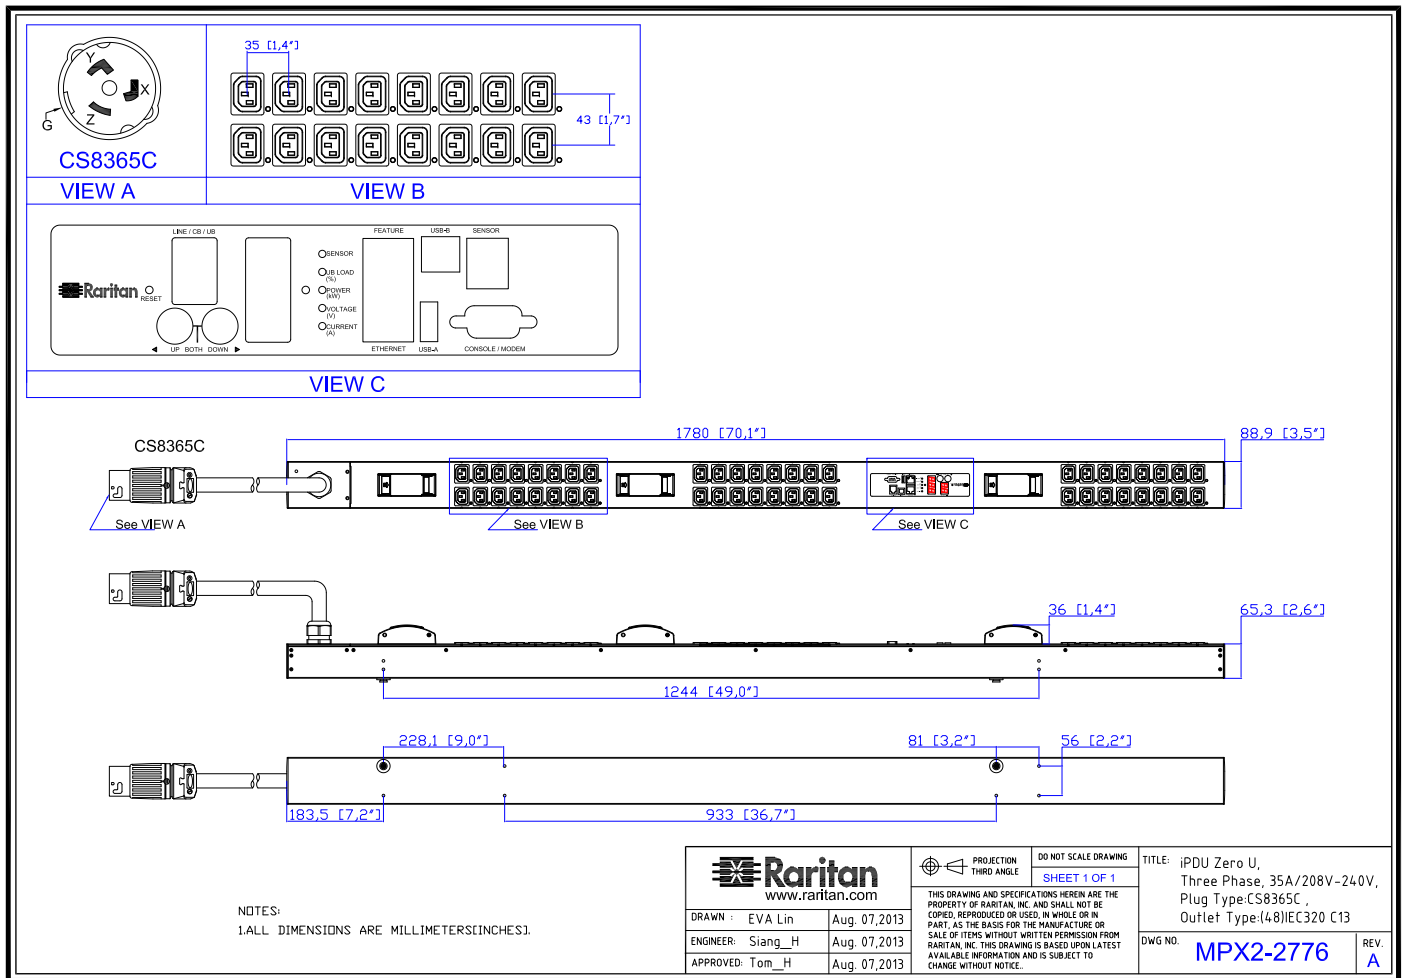 Y
X
Z
G
CS8365C
VIEW A
35 [1,4"]
43 [1,7"]
VIEW B
LINE / CB / UB
FEATURE
USB-B
SENSOR
SENSOR
UB LOAD
(%)
POWER
(kW)
VOLTAGE
(V)
CURRENT
(A)
Raritan
RESET
UP BOTH DOWN
ETHERNET
USB-A
CONSOLE / MODEM
VIEW C
CS8365C
1780 [70,1"]
88,9 [3,5"]
See VIEW A
See VIEW B
See VIEW C
36 [1,4"]
65,3 [2,6"]
1244 [49,0"]
228,1 [9,0"]
81 [3,2"]
56 [2,2"]
183,5 [7,2"]
933 [36,7"]
NOTES:
1.ALL DIMENSIONS ARE MILLIMETERS[INCHES].
Raritan
www.raritan.com
DRAWN : EVA Lin Aug. 07,2013
ENGINEER: Siang_H Aug. 07,2013
APPROVED: Tom_H Aug. 07,2013
PROJECTION
THIRD ANGLE
DO NOT SCALE DRAWING
SHEET 1 OF 1
THIS DRAWING AND SPECIFICATIONS HEREIN ARE THE
PROPERTY OF RARITAN, INC. AND SHALL NOT BE
COPIED, REPRODUCED OR USED, IN WHOLE OR IN
PART, AS THE BASIS FOR THE MANUFACTURE OR
SALE OF ITEMS WITHOUT WRITTEN PERMISSION FROM
RARITAN, INC. THIS DRAWING IS BASED UPON LATEST
AVAILABLE INFORMATION AND IS SUBJECT TO
CHANGE WITHOUT NOTICE..
TITLE: iPDU Zero U,
Three Phase, 35A/208V-240V,
Plug Type:CS8365C ,
Outlet Type:(48)IEC320 C13
DWG NO. MPX2-2776
REV.
A